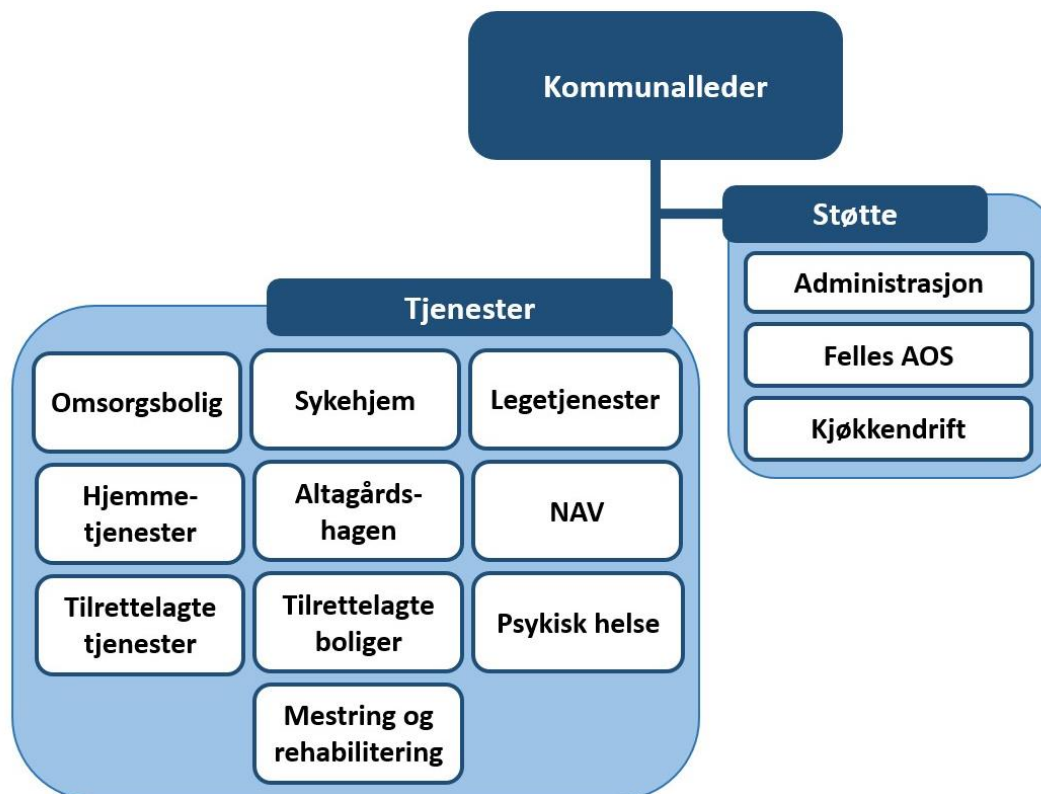 Kommunalleder
Støtte
Administrasjon
Felles AOS
Kjøkkendrift
Tjenester
Omsorgsbolig
Sykehjem
Legetjenester
Hjemme-
tjenester
Altagårds-
hagen
NAV
Tilrettelagte
tjenester
Tilrettelagte
boliger
Psykisk helse
Mestring og
rehabilitering